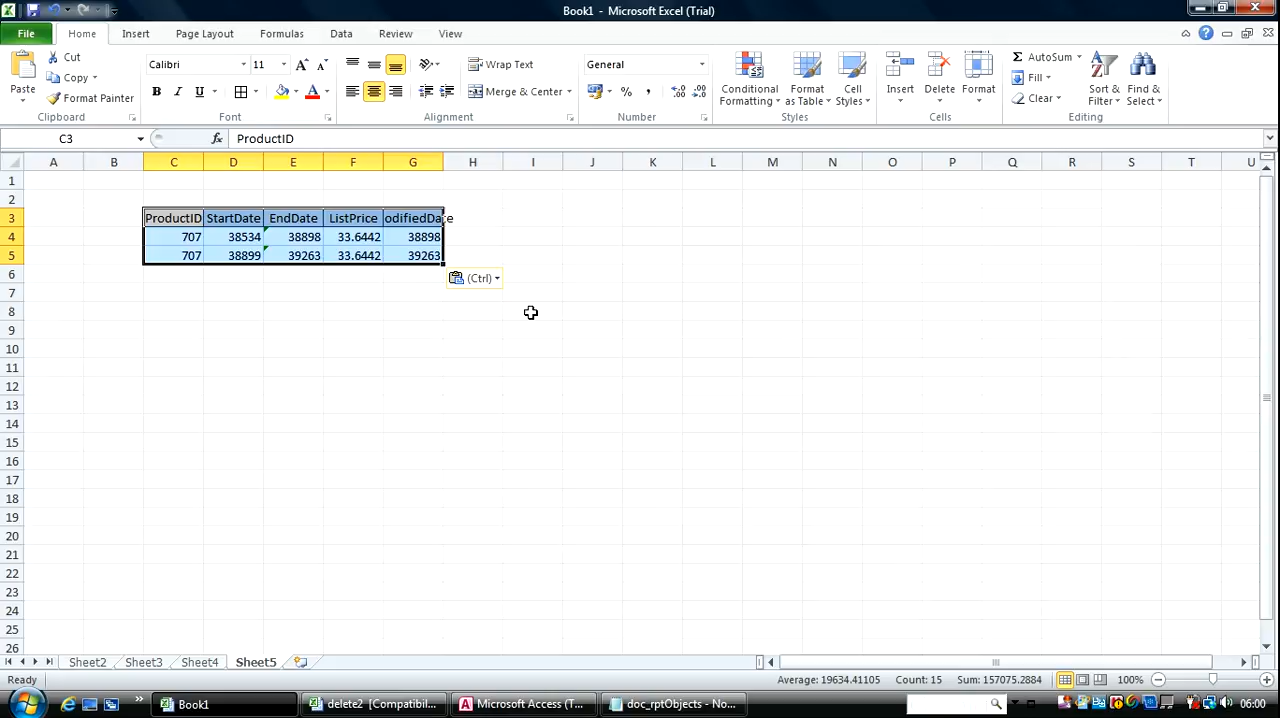 Book1 - Microsoft Excel (Trial)
File Home Insert Page Layout Formulas Data Review View
Paste Cut Copy Format Painter Clipboard
Calibri 11 A A B I U A Font
Wrap Text Merge & Center Alignment
General % , .0 .00 .00 .0 Number
Conditional Formatting Format as Table Cell Styles Styles
Insert Delete Format Cells
Σ AutoSum Fill Clear Sort & Filter Find & Select Editing
C3 fx ProductID
A B C D E F G H I J K L M N O P Q R S T U
1
2
3 ProductID StartDate EndDate ListPrice odifiedDate
4 707 38534 38898 33.6442 38898
5 707 38899 39263 33.6442 39263
6 (Ctrl)
7
8
9
10
11
12
13
14
15
16
17
18
19
20
21
22
23
24
25
26
Sheet2 Sheet3 Sheet4 Sheet5
Ready Average: 19634.41105 Count: 15 Sum: 157075.2884 100%
Book1 delete2 [Compatibil... Microsoft Access (T... doc_rptObjects - No... 06:00